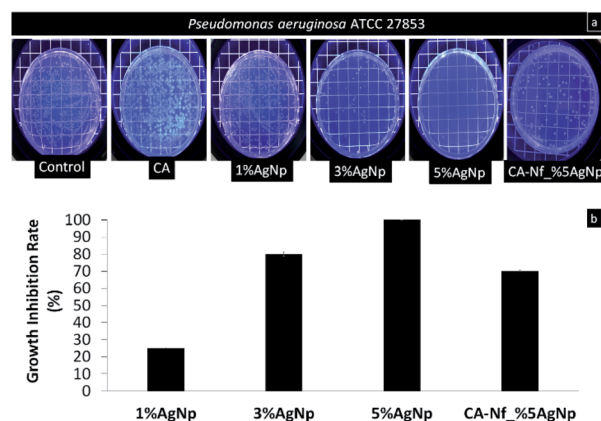 Pseudomonas aeruginosa ATCC 27853
a
Control
CA
1%AgNp
3%AgNp
5%AgNp
CA-Nf_%5AgNp
b
Growth Inhibition Rate
(%)
100
90
80
70
60
50
40
30
20
10
0
1%AgNp
3%AgNp
5%AgNp
CA-Nf_%5AgNp